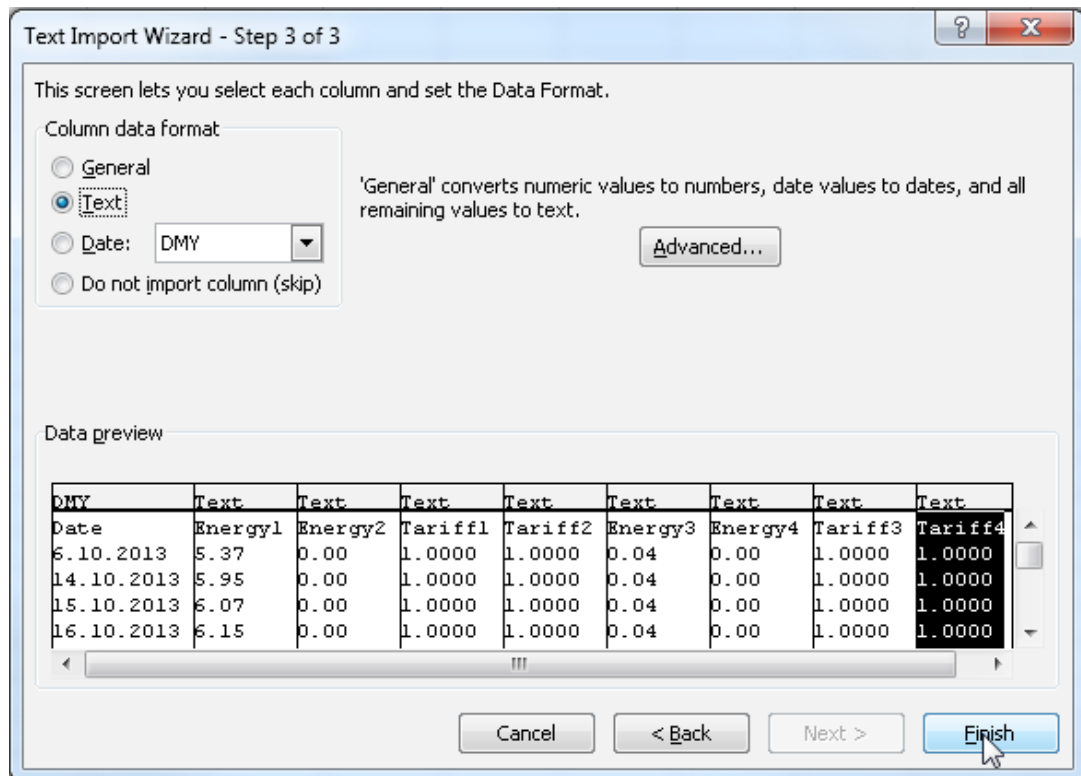 Text Import Wizard - Step 3 of 3
This screen lets you select each column and set the Data Format.
Column data format
General
Text
Date: DMY
Do not import column (skip)
'General' converts numeric values to numbers, date values to dates, and all
remaining values to text.
Advanced...
Data preview
DMY Text Text Text Text Text Text Text Text
Date Energy1 Energy2 Tariff1 Tariff2 Energy3 Energy4 Tariff3 Tariff4
6.10.2013 5.37 0.00 1.0000 1.0000 0.04 0.00 1.0000 1.0000
14.10.2013 5.95 0.00 1.0000 1.0000 0.04 0.00 1.0000 1.0000
15.10.2013 6.07 0.00 1.0000 1.0000 0.04 0.00 1.0000 1.0000
16.10.2013 6.15 0.00 1.0000 1.0000 0.04 0.00 1.0000 1.0000
Cancel < Back Next > Finish